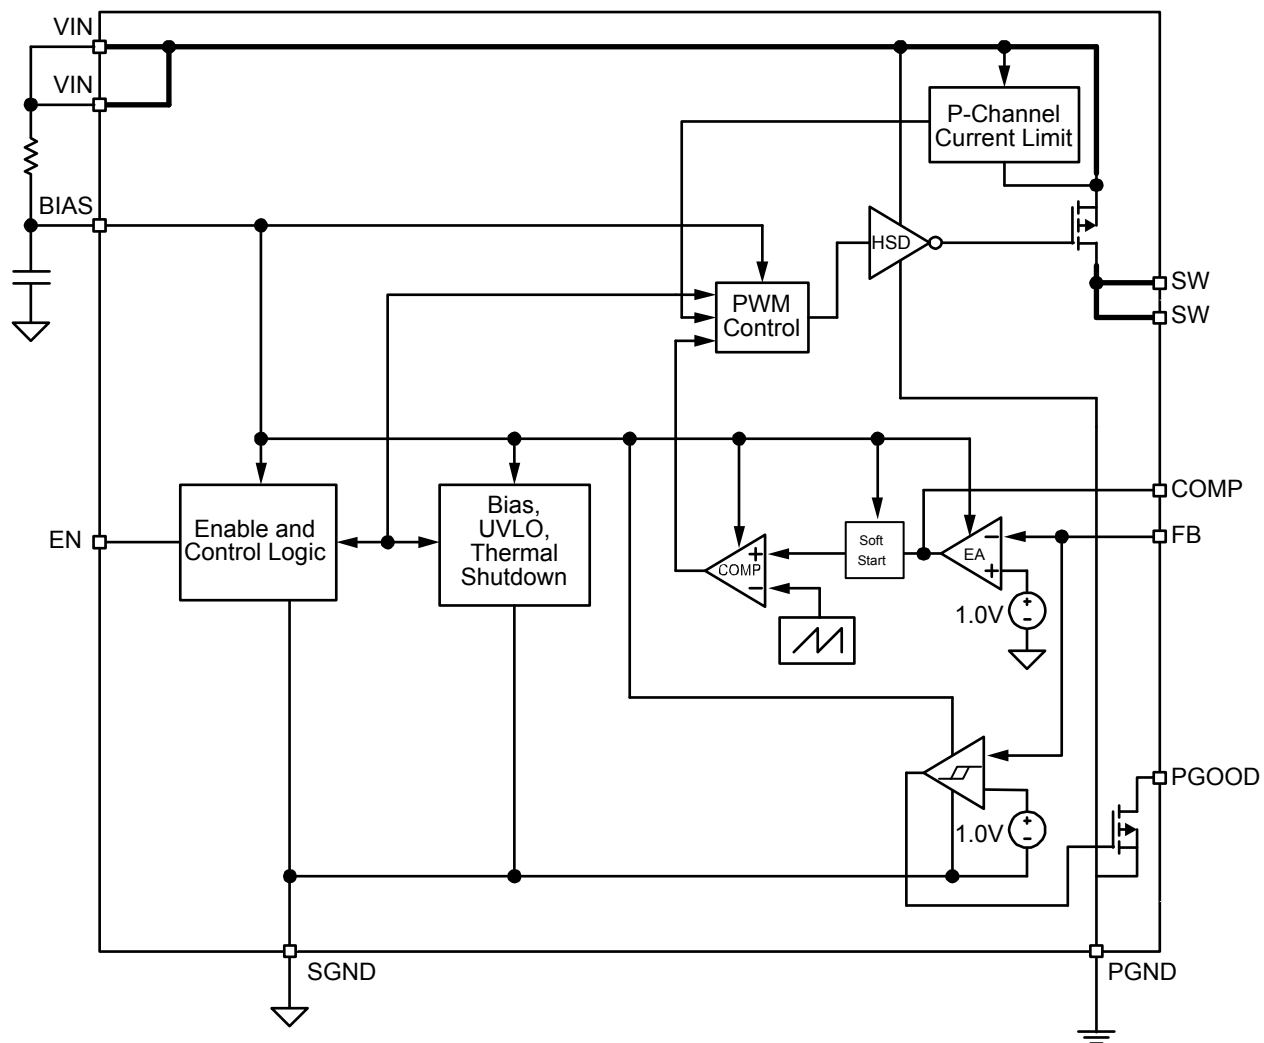 VIN
VIN
P-Channel
Current Limit
BIAS
HSD
SW
PWM
Control
SW
COMP
Bias,
UVLO,
Thermal
Shutdown
Enable and
Control Logic
EN
Soft
Start
EA
FB
COMP
1.0V
PGOOD
1.0V
SGND
PGND